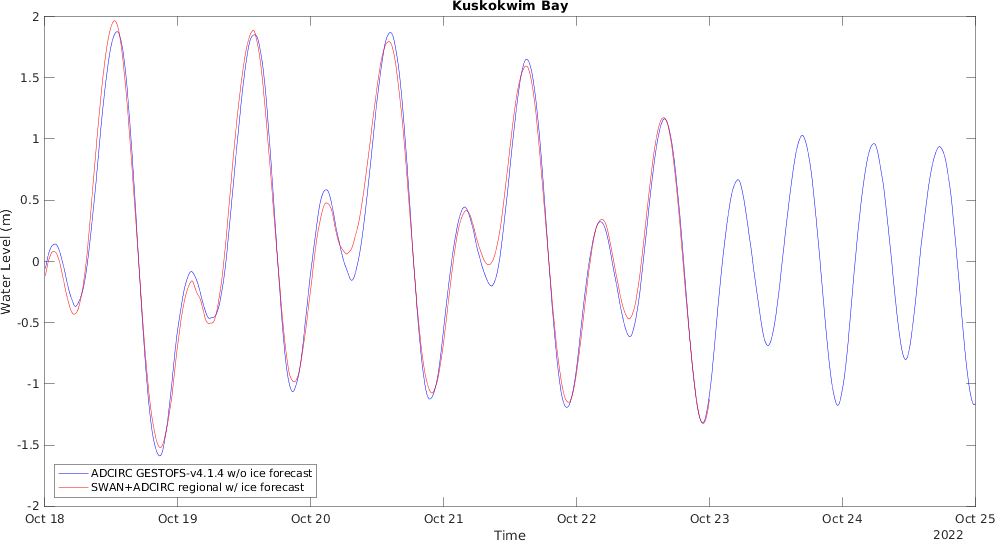 Kuskokwim Bay
2
1.5
1
0.5
0
-0.5
-1
-1.5
-2
Water Level (m)
ADCIRC GESTOFS-v4.1.4 w/o ice forecast
SWAN+ADCIRC regional w/ ice forecast
Oct 18 Oct 19 Oct 20 Oct 21 Oct 22 Oct 23 Oct 24 Oct 25
Time 2022